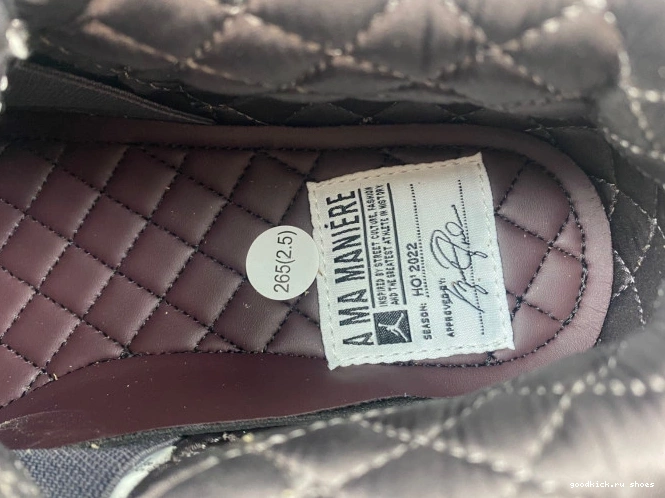 265(2.5)
A MA MANIÉRE
INSPIRED BY STREET CULTURE, FASHION
AND THE GREATEST ATHLETE IN HISTORY
SEASON: HO' 2022
APPROVED BY:
goodkick.ru shoes